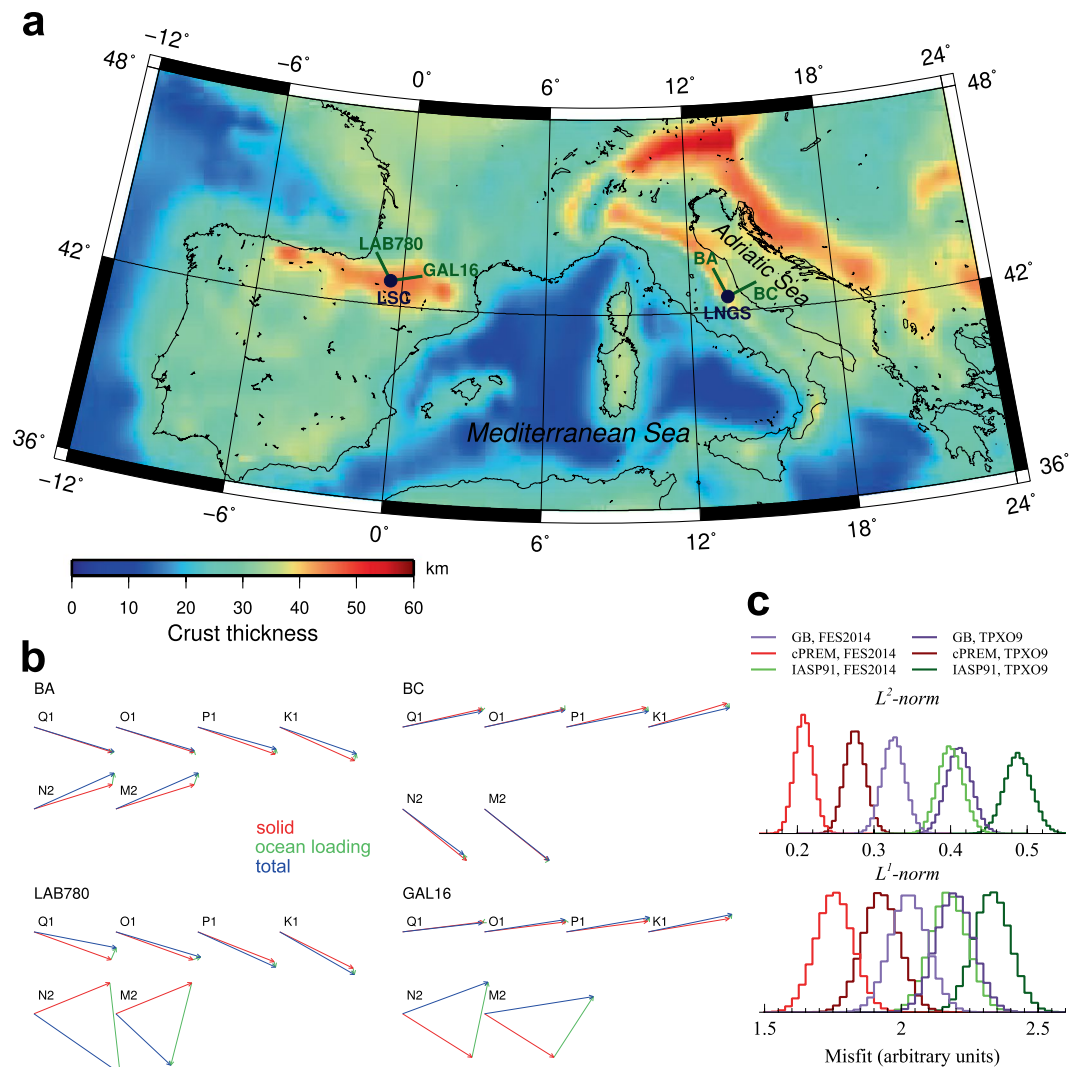 a
−12˚
−6˚
0˚
6˚
12˚
18˚
24˚
48˚
48˚
42˚
42˚
36˚
36˚
−12˚
−6˚
0˚
6˚
12˚
18˚
24˚
LAB780
GAL16
LSC
BA
BC
LNGS
Adriatic Sea
Mediterranean Sea
km
0 10 20 30 40 50 60
Crust thickness
b
BA
Q1 O1 P1 K1
N2 M2
BC
Q1 O1 P1 K1
N2 M2
solid
ocean loading
total
LAB780
Q1 O1 P1 K1
N2 M2
GAL16
Q1 O1 P1 K1
N2 M2
c
GB, FES2014 GB, TPXO9
cPREM, FES2014 cPREM, TPXO9
IASP91, FES2014 IASP91, TPXO9
L²-norm
0.2 0.3 0.4 0.5
L¹-norm
1.5 2 2.5
Misfit (arbitrary units)